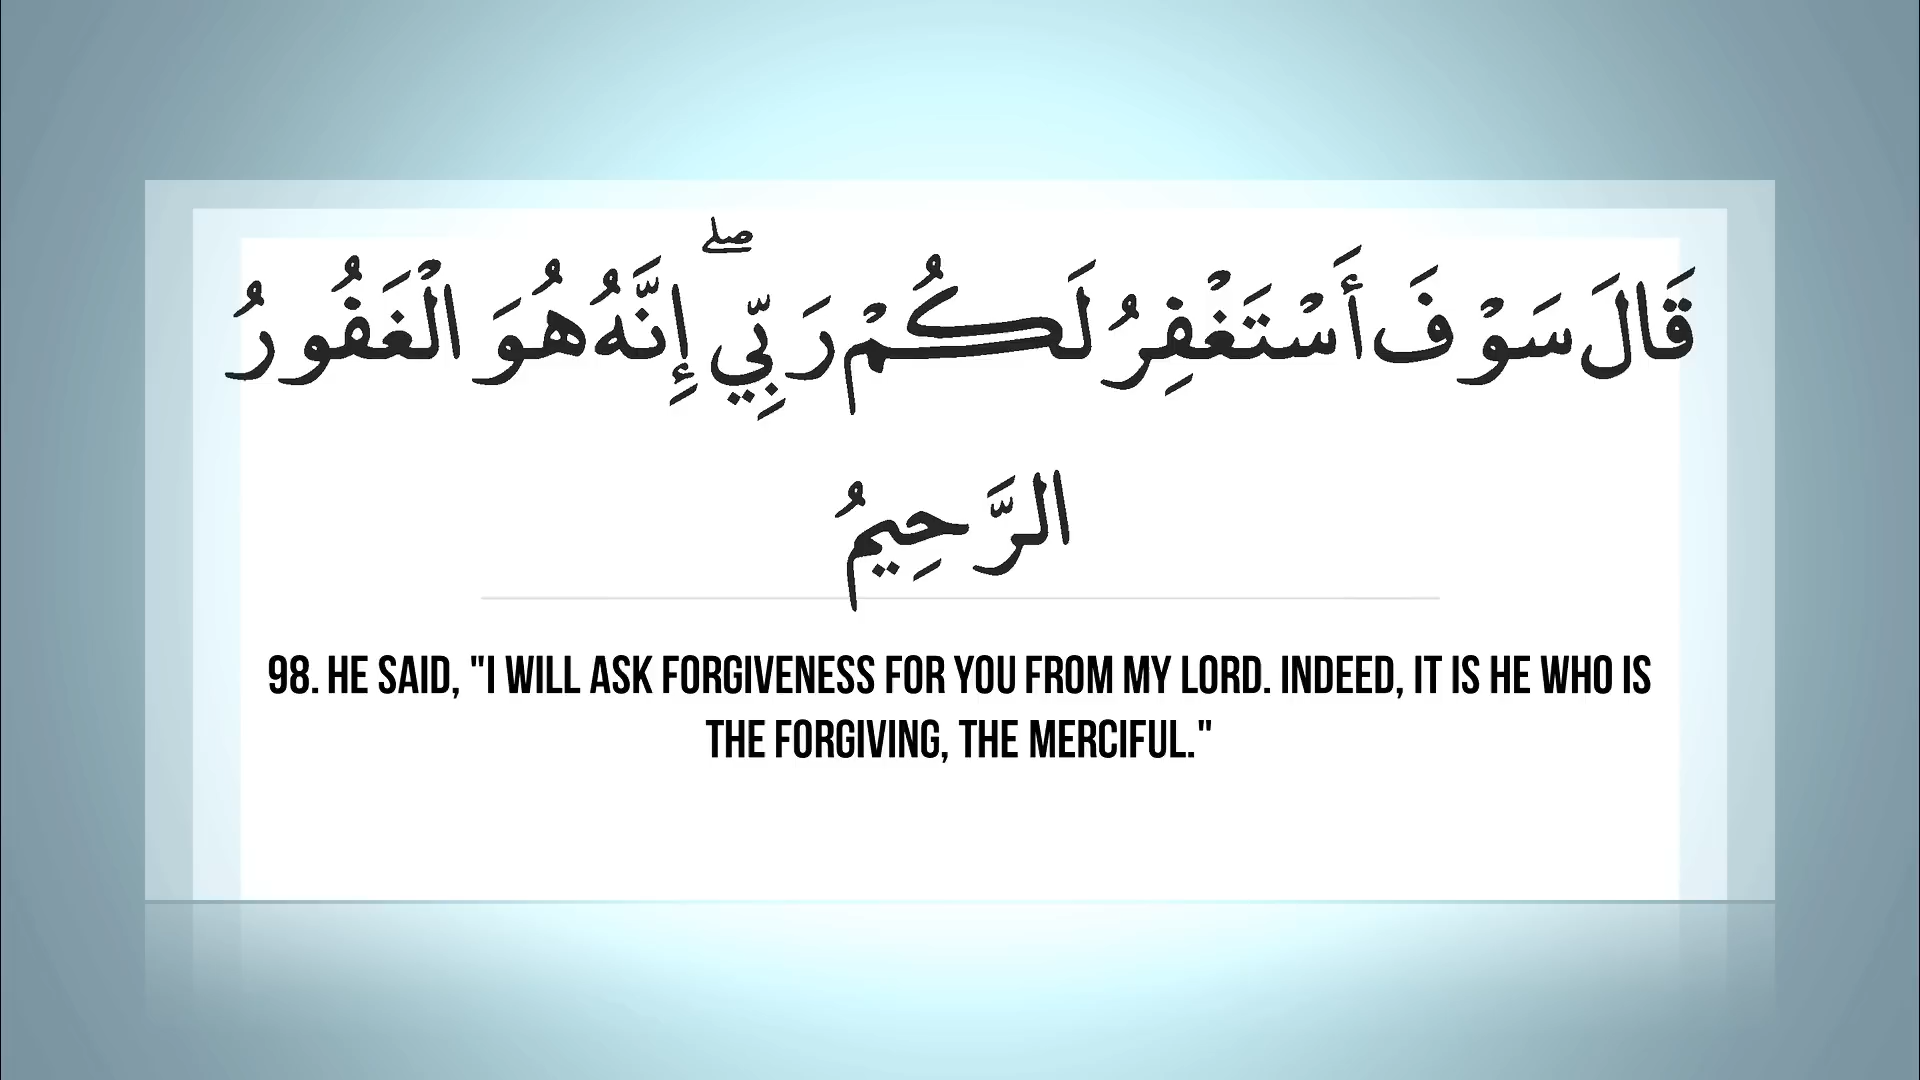 قَالَ سَوْفَ أَسْتَغْفِرُ لَكُمْ رَبِّي ۖ إِنَّهُ هُوَ الْغَفُورُ
الرَّحِيمُ
98. HE SAID, "I WILL ASK FORGIVENESS FOR YOU FROM MY LORD. INDEED, IT IS HE WHO IS
THE FORGIVING, THE MERCIFUL."